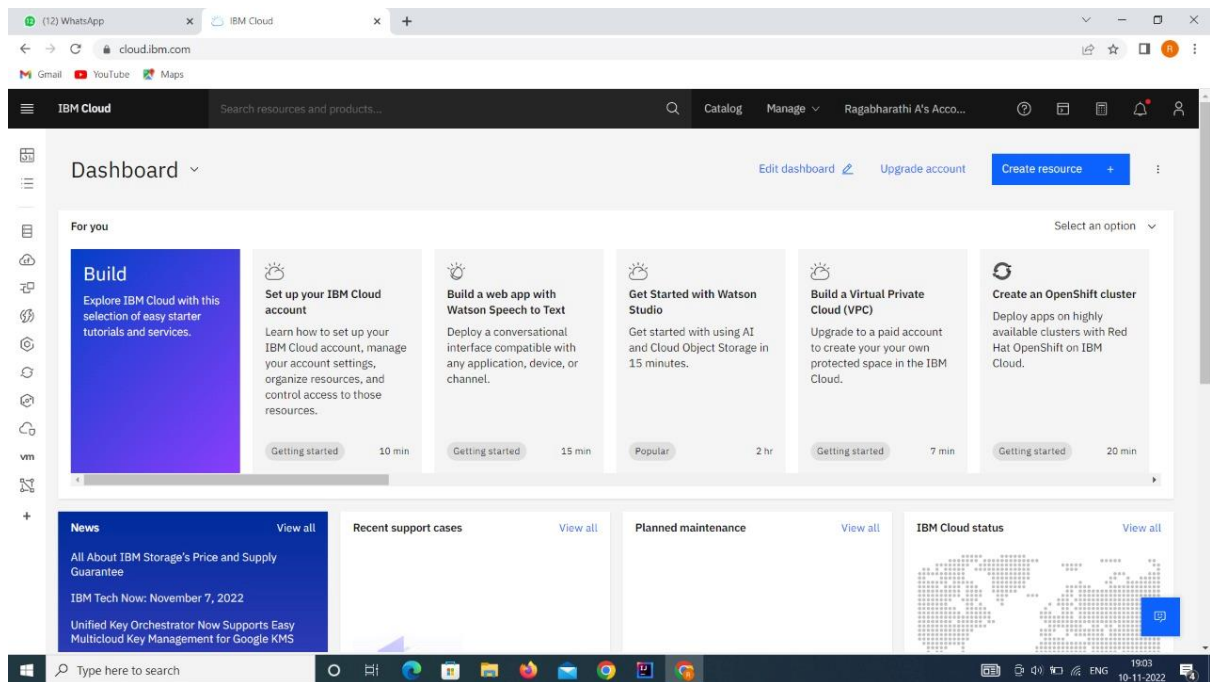 (12) WhatsApp
IBM Cloud
cloud.ibm.com
R
Gmail
YouTube
Maps
IBM Cloud
Search resources and products...
Catalog
Manage
Ragabharathi A's Acco...
Dashboard
Edit dashboard
Upgrade account
Create resource +
For you
Select an option
Build
Explore IBM Cloud with this
selection of easy starter
tutorials and services.
Set up your IBM Cloud
account
Learn how to set up your
IBM Cloud account, manage
your account settings,
organize resources, and
control access to those
resources.
Getting started
10 min
Build a web app with
Watson Speech to Text
Deploy a conversational
interface compatible with
any application, device, or
channel.
Getting started
15 min
Get Started with Watson
Studio
Get started with using AI
and Cloud Object Storage in
15 minutes.
Popular
2 hr
Build a Virtual Private
Cloud (VPC)
Upgrade to a paid account
to create your your own
protected space in the IBM
Cloud.
Getting started
7 min
Create an OpenShift cluster
Deploy apps on highly
available clusters with Red
Hat OpenShift on IBM
Cloud.
Getting started
20 min
vm
News
View all
All About IBM Storage's Price and Supply
Guarantee
IBM Tech Now: November 7, 2022
Unified Key Orchestrator Now Supports Easy
Multicloud Key Management for Google KMS
Recent support cases
View all
Planned maintenance
View all
IBM Cloud status
View all
Type here to search
ENG
19:03
10-11-2022